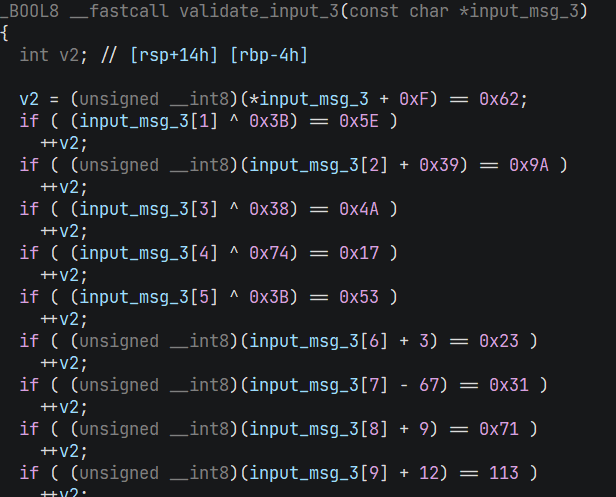 _BOOL8 __fastcall validate_input_3(const char *input_msg_3)
{
int v2; // [rsp+14h] [rbp-4h]
v2 = (unsigned __int8)(*input_msg_3 + 0xF) == 0x62;
if ( (input_msg_3[1] ^ 0x3B) == 0x5E )
++v2;
if ( (unsigned __int8)(input_msg_3[2] + 0x39) == 0x9A )
++v2;
if ( (input_msg_3[3] ^ 0x38) == 0x4A )
++v2;
if ( (input_msg_3[4] ^ 0x74) == 0x17 )
++v2;
if ( (input_msg_3[5] ^ 0x3B) == 0x53 )
++v2;
if ( (unsigned __int8)(input_msg_3[6] + 3) == 0x23 )
++v2;
if ( (unsigned __int8)(input_msg_3[7] - 67) == 0x31 )
++v2;
if ( (unsigned __int8)(input_msg_3[8] + 9) == 0x71 )
++v2;
if ( (unsigned __int8)(input_msg_3[9] + 12) == 113 )
++v2;